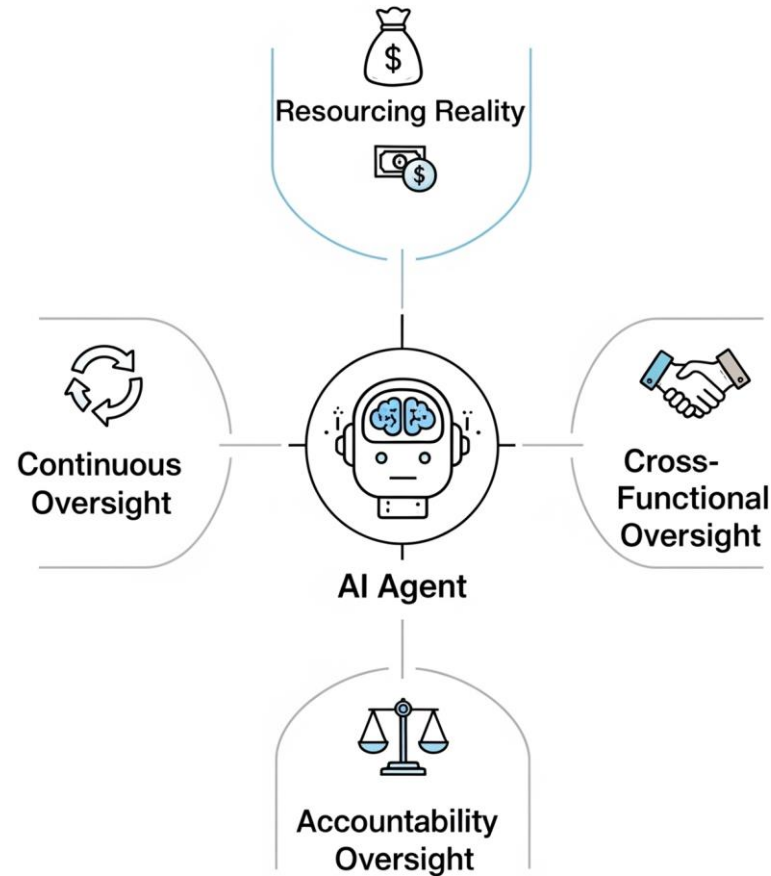 $
Resourcing Reality
$
Continuous
Oversight
Cross-
Functional
Oversight
AI Agent
Accountability
Oversight